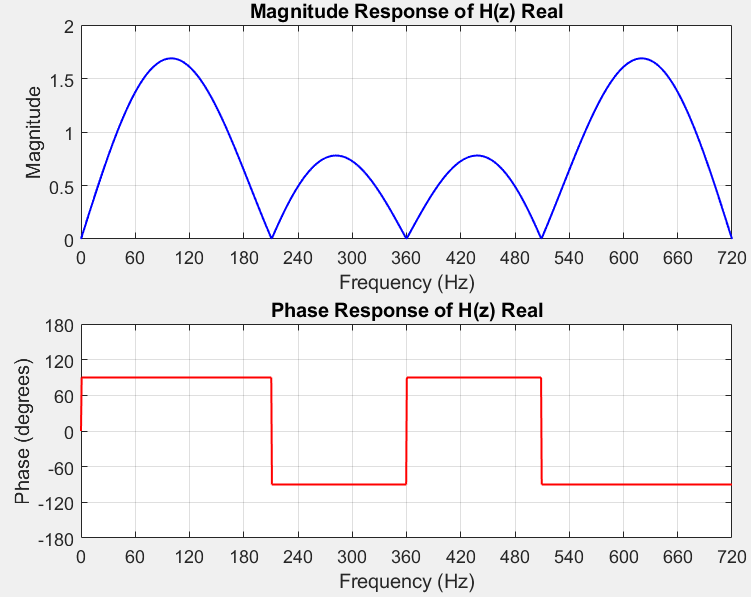 Magnitude Response of H(z) Real
2
1.5
1
0.5
0
Magnitude
0 60 120 180 240 300 360 420 480 540 600 660 720
Frequency (Hz)
Phase Response of H(z) Real
180
120
60
0
-60
-120
-180
Phase (degrees)
0 60 120 180 240 300 360 420 480 540 600 660 720
Frequency (Hz)